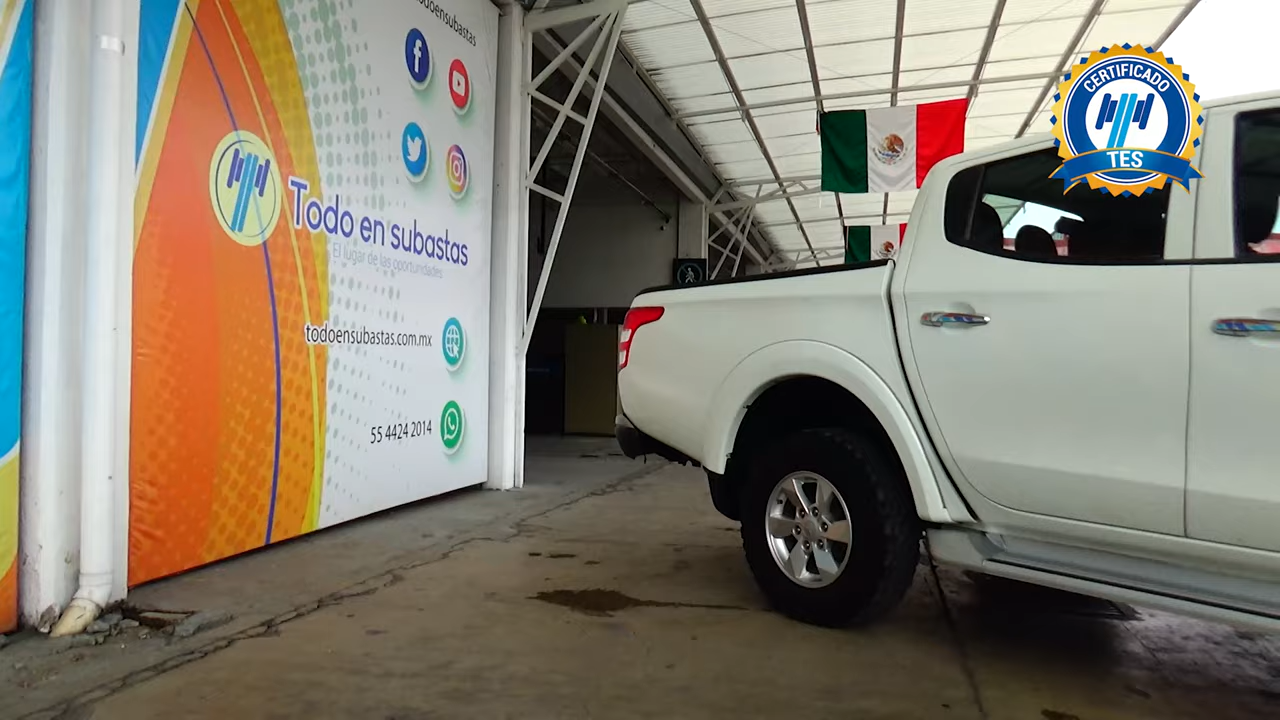 todoensubastas
Todo en subastas
El lugar de las oportunidades
todoensubastas.com.mx
55 4424 2014
CERTIFICADO
TES